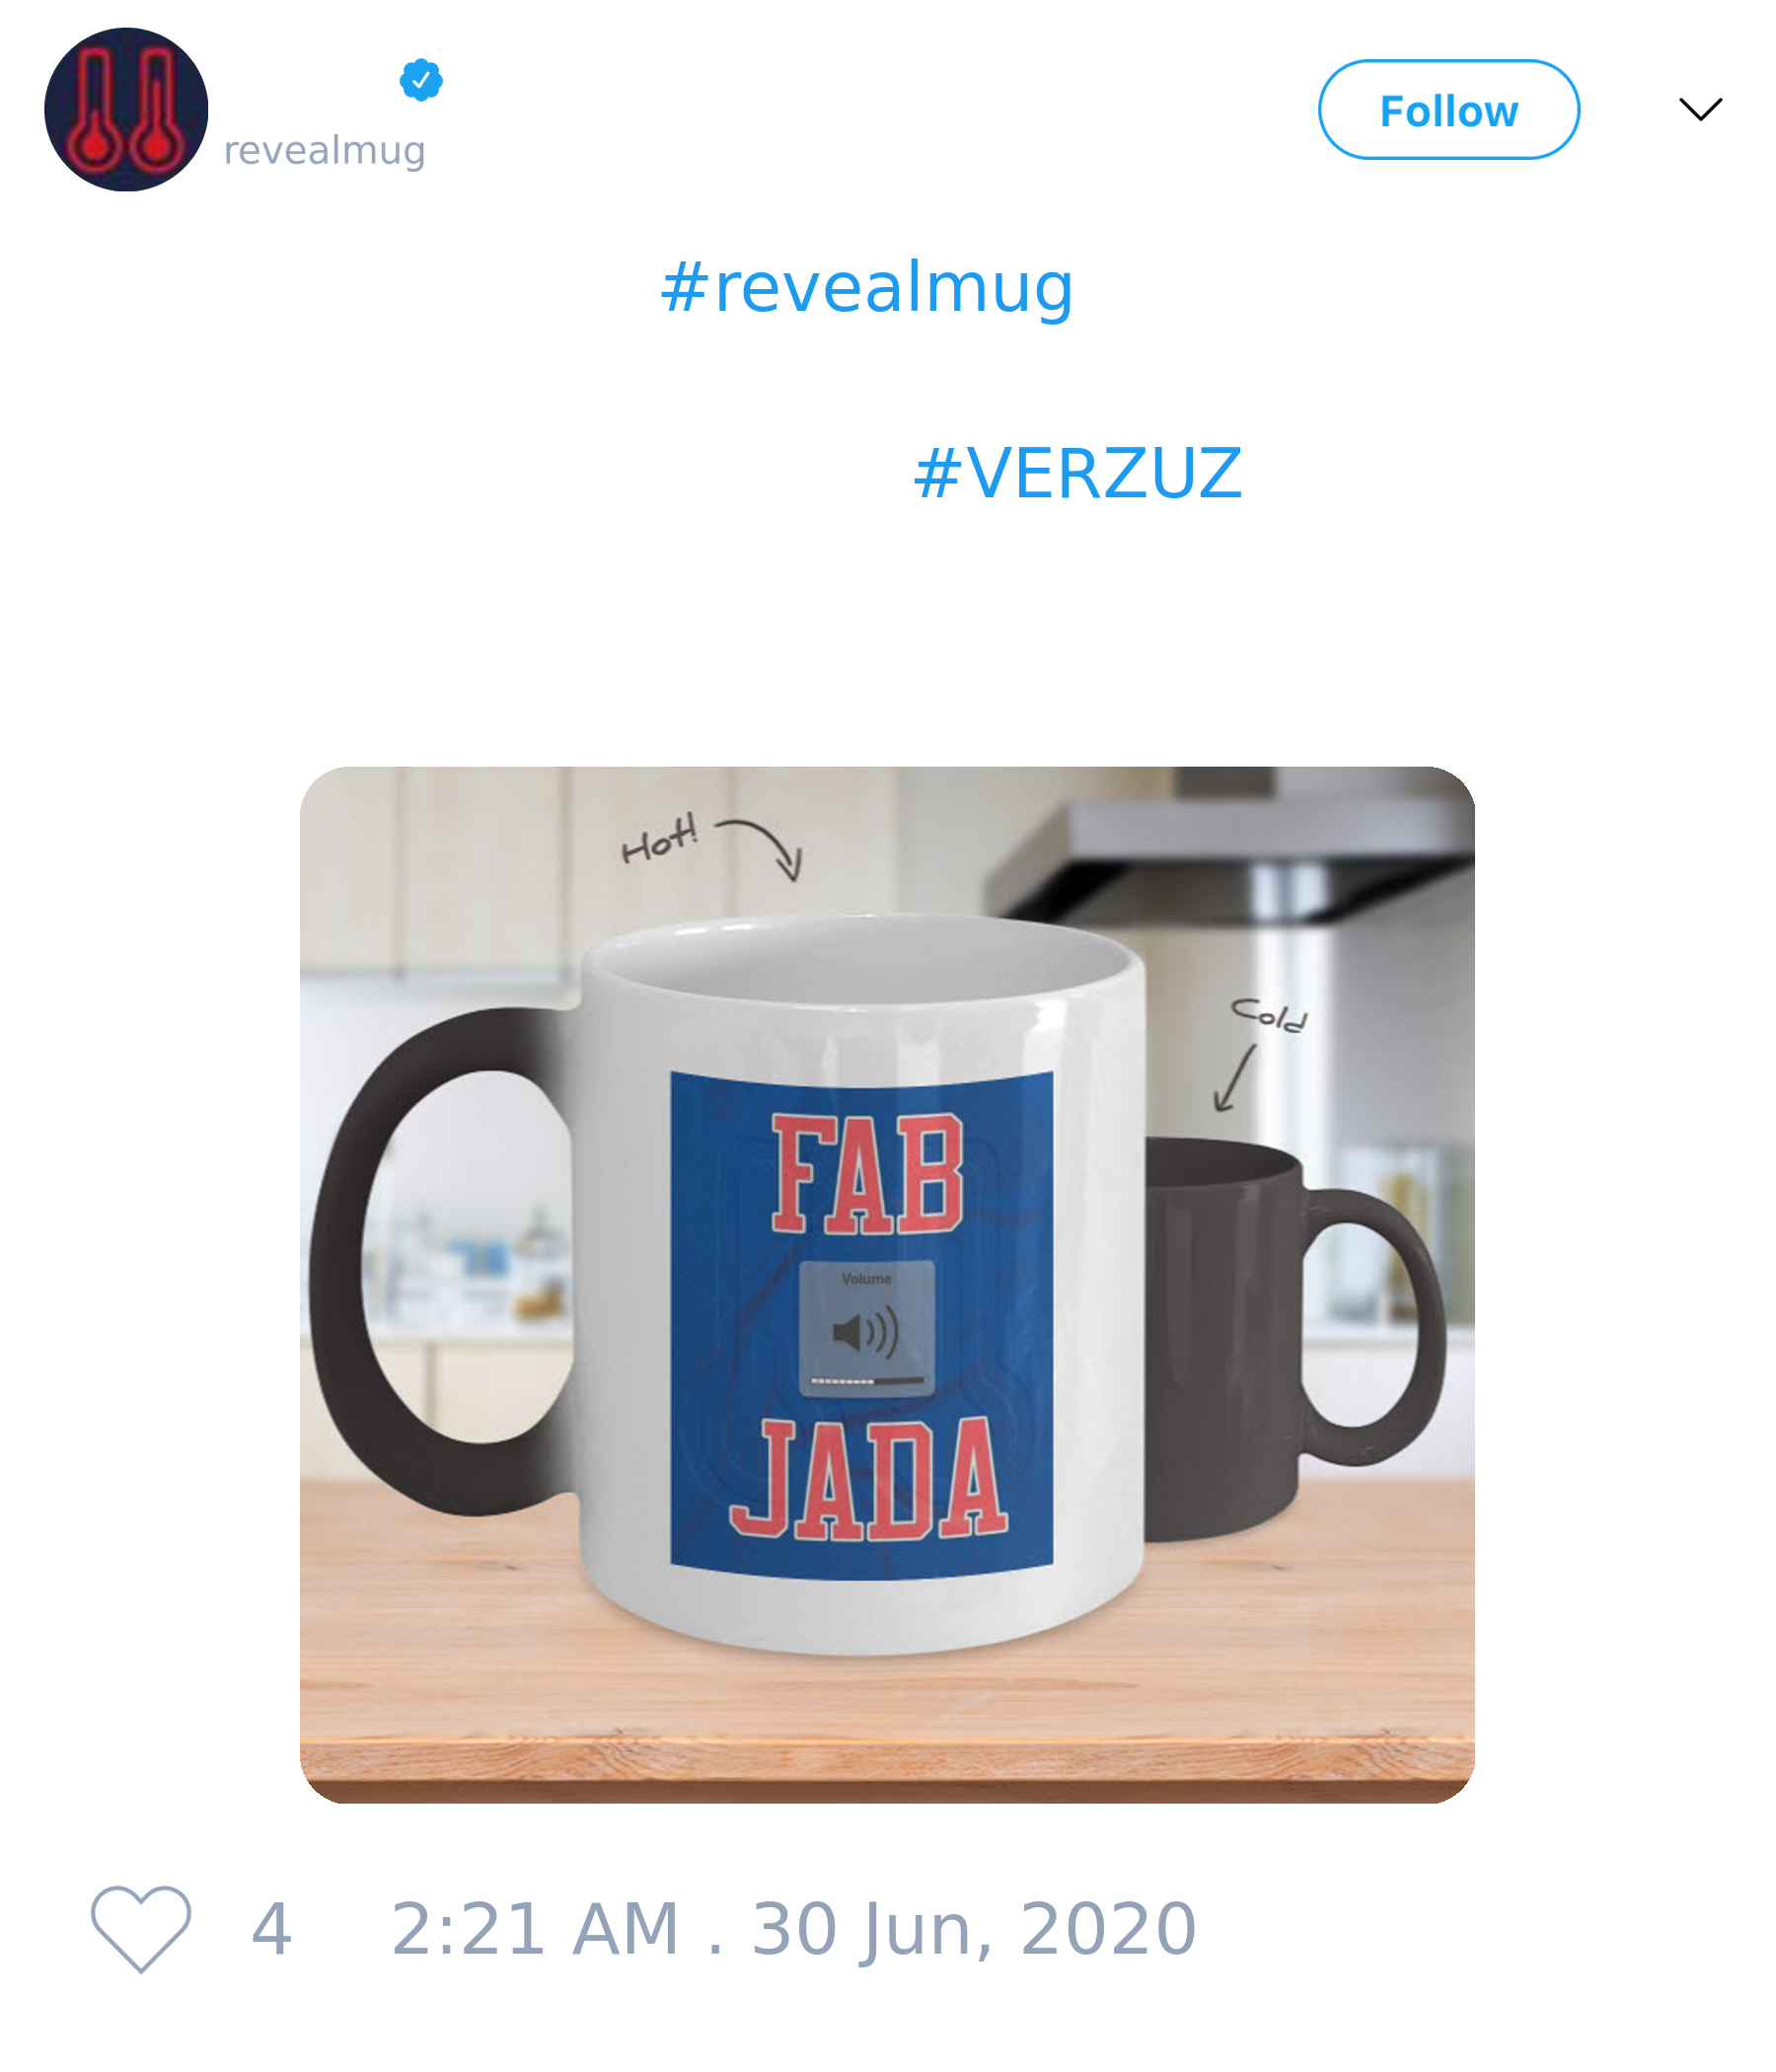 revealmug
Follow
#revealmug
#VERZUZ
Hot!
Cold
FAB
Volume
JADA
4 2:21 AM . 30 Jun, 2020